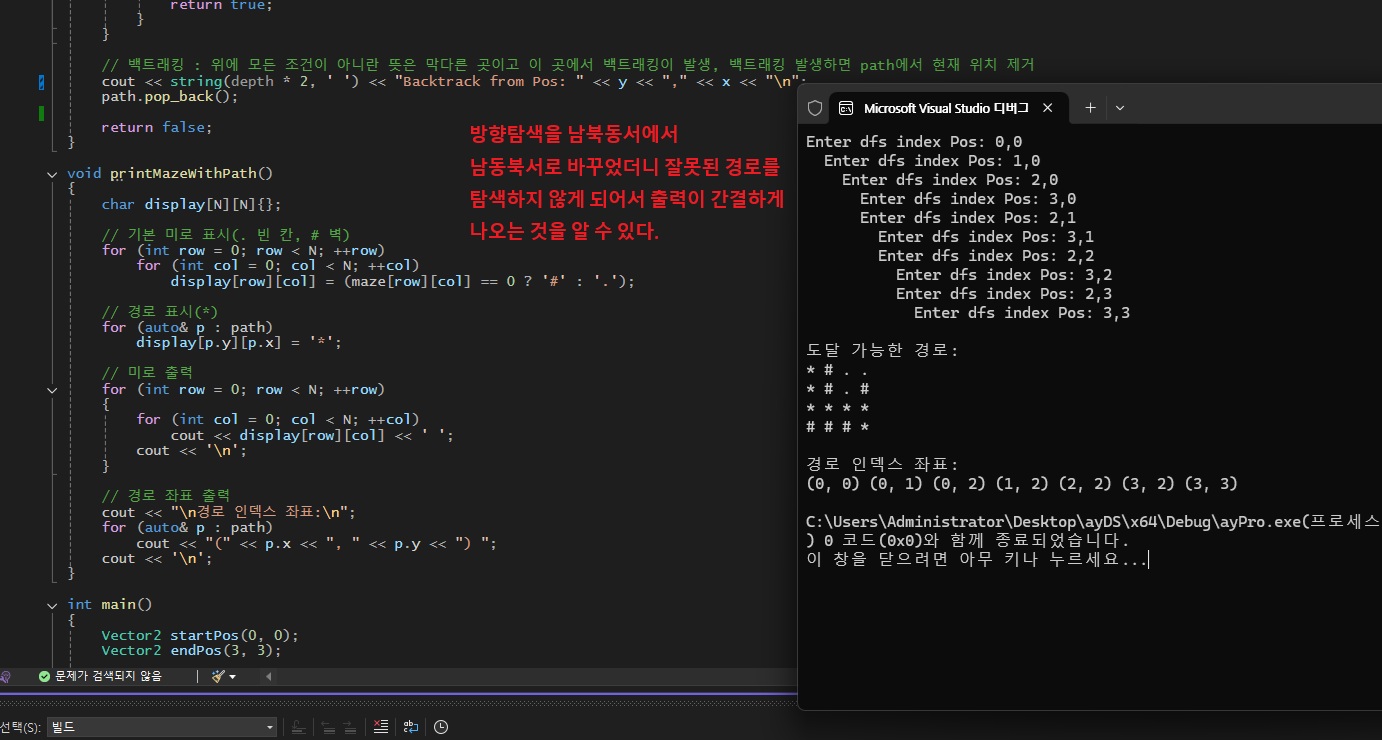 return true;
}
}
// 백트래킹 : 위에 모든 조건이 아니란 뜻은 막다른 곳이고 이 곳에서 백트래킹이 발생, 백트래킹 발생하면 path에서 현재 위치 제거
cout << string(depth * 2, ' ') << "Backtrack from Pos: " << y << "," << x << "\n";
path.pop_back();
return false;
}
방향탐색을 남북동서에서
남동북서로 바꾸었더니 잘못된 경로를
탐색하지 않게 되어서 출력이 간결하게
나오는 것을 알 수 있다.
void printMazeWithPath()
{
char display[N][N]{};
// 기본 미로 표시(. 빈 칸, # 벽)
for (int row = 0; row < N; ++row)
for (int col = 0; col < N; ++col)
display[row][col] = (maze[row][col] == 0 ? '#' : '.');
// 경로 표시(*)
for (auto& p : path)
display[p.y][p.x] = '*';
// 미로 출력
for (int row = 0; row < N; ++row)
{
for (int col = 0; col < N; ++col)
cout << display[row][col] << ' ';
cout << '\n';
}
// 경로 좌표 출력
cout << "\n경로 인덱스 좌표:\n";
for (auto& p : path)
cout << "(" << p.x << ", " << p.y << ") ";
cout << '\n';
}
int main()
{
Vector2 startPos(0, 0);
Vector2 endPos(3, 3);
문제가 검색되지 않음
선택(S): 빌드
Microsoft Visual Studio 디버그
Enter dfs index Pos: 0,0
Enter dfs index Pos: 1,0
Enter dfs index Pos: 2,0
Enter dfs index Pos: 3,0
Enter dfs index Pos: 2,1
Enter dfs index Pos: 3,1
Enter dfs index Pos: 2,2
Enter dfs index Pos: 3,2
Enter dfs index Pos: 2,3
Enter dfs index Pos: 3,3
도달 가능한 경로:
* # . .
* # . #
* * * *
# # # *
경로 인덱스 좌표:
(0, 0) (0, 1) (0, 2) (1, 2) (2, 2) (3, 2) (3, 3)
C:\Users\Administrator\Desktop\ayDS\x64\Debug\ayPro.exe(프로세스
) 0 코드(0x0)와 함께 종료되었습니다.
이 창을 닫으려면 아무 키나 누르세요...